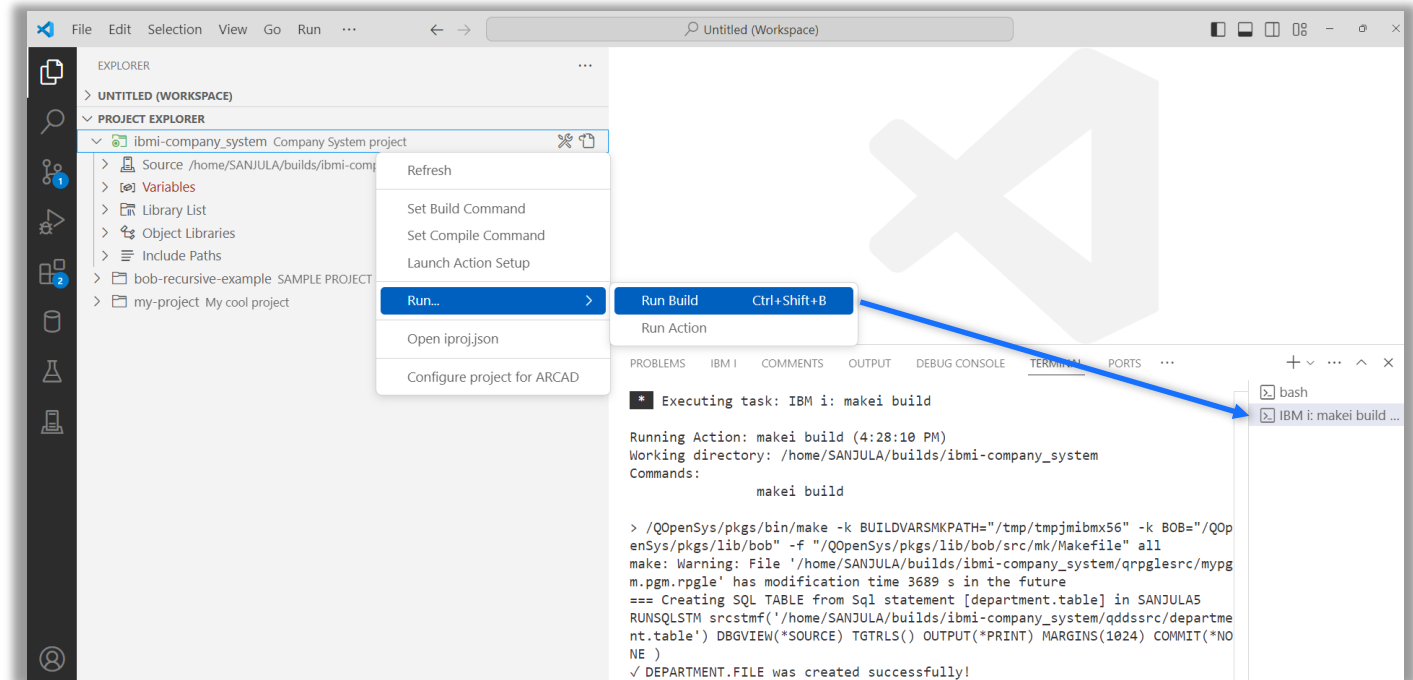 File Edit Selection View Go Run ··· Untitled (Workspace)
EXPLORER
UNTITLED (WORKSPACE)
PROJECT EXPLORER
ibmi-company_system Company System project
Source /home/SANJULA/builds/ibmi-comp
Variables
Library List
Object Libraries
Include Paths
bob-recursive-example SAMPLE PROJECT
my-project My cool project
1
2
Refresh
Set Build Command
Set Compile Command
Launch Action Setup
Run...
Open iproj.json
Configure project for ARCAD
Run Build Ctrl+Shift+B
Run Action
PROBLEMS IBM I COMMENTS OUTPUT DEBUG CONSOLE TERMINAL PORTS ···
bash
IBM i: makei build ...
* Executing task: IBM i: makei build
Running Action: makei build (4:28:10 PM)
Working directory: /home/SANJULA/builds/ibmi-company_system
Commands:
makei build
> /QOpenSys/pkgs/bin/make -k BUILDVARSMKPATH="/tmp/tmpjmibmx56" -k BOB="/QOp
enSys/pkgs/lib/bob" -f "/QOpenSys/pkgs/lib/bob/src/mk/Makefile" all
make: Warning: File '/home/SANJULA/builds/ibmi-company_system/qrpglesrc/mypg
m.pgm.rpgle' has modification time 3689 s in the future
=== Creating SQL TABLE from Sql statement [department.table] in SANJULA5
RUNSQLSTM srcstmf('/home/SANJULA/builds/ibmi-company_system/qddssrc/departme
nt.table') DBGVIEW(*SOURCE) TGTRLS() OUTPUT(*PRINT) MARGINS(1024) COMMIT(*NO
NE )
✓ DEPARTMENT.FILE was created successfully!